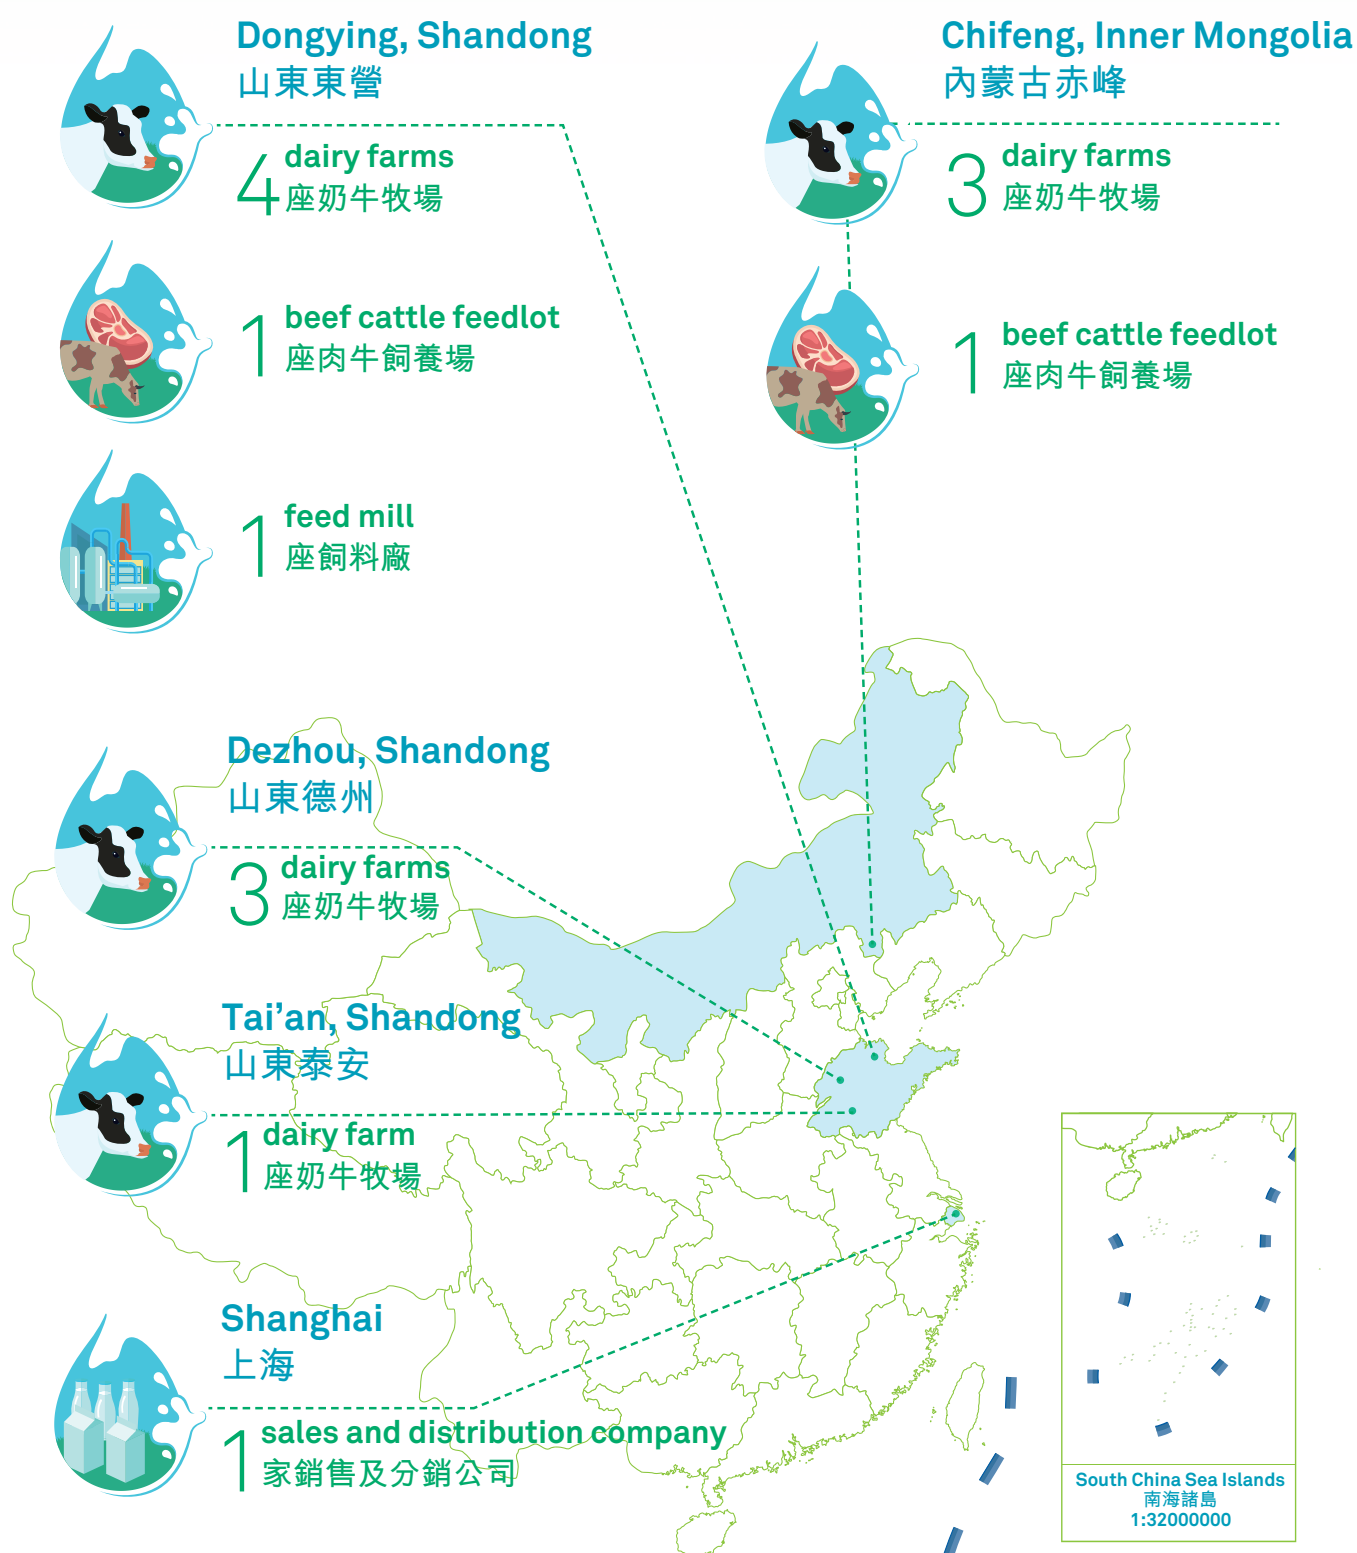 Dongying, Shandong
山東東營
4 dairy farms
座奶牛牧場
1 beef cattle feedlot
座肉牛飼養場
1 feed mill
座飼料廠
Chifeng, Inner Mongolia
內蒙古赤峰
3 dairy farms
座奶牛牧場
1 beef cattle feedlot
座肉牛飼養場
Dezhou, Shandong
山東德州
3 dairy farms
座奶牛牧場
Tai’an, Shandong
山東泰安
1 dairy farm
座奶牛牧場
Shanghai
上海
1 sales and distribution company
家銷售及分銷公司
South China Sea Islands
南海諸島
1:32000000